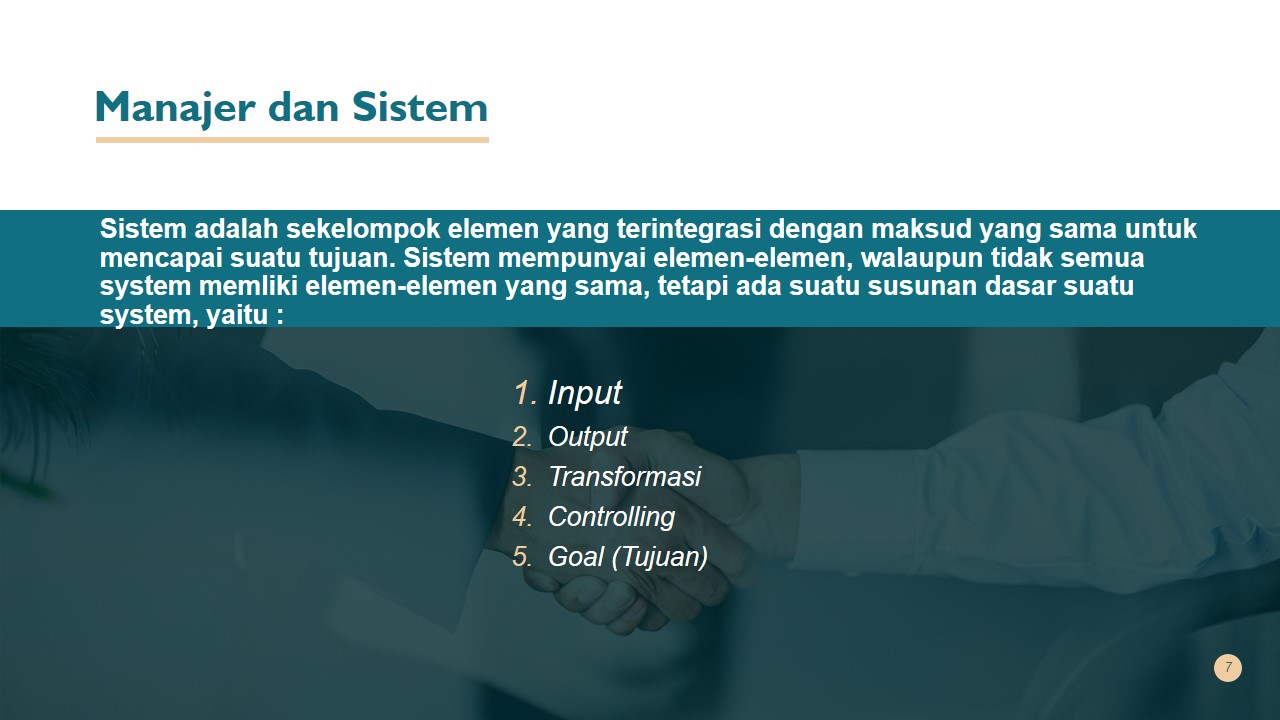 Manajer dan Sistem
Sistem adalah sekelompok elemen yang terintegrasi dengan maksud yang sama untuk
mencapai suatu tujuan. Sistem mempunyai elemen-elemen, walaupun tidak semua
system memliki elemen-elemen yang sama, tetapi ada suatu susunan dasar suatu
system, yaitu :
1. Input
2. Output
3. Transformasi
4. Controlling
5. Goal (Tujuan)
7